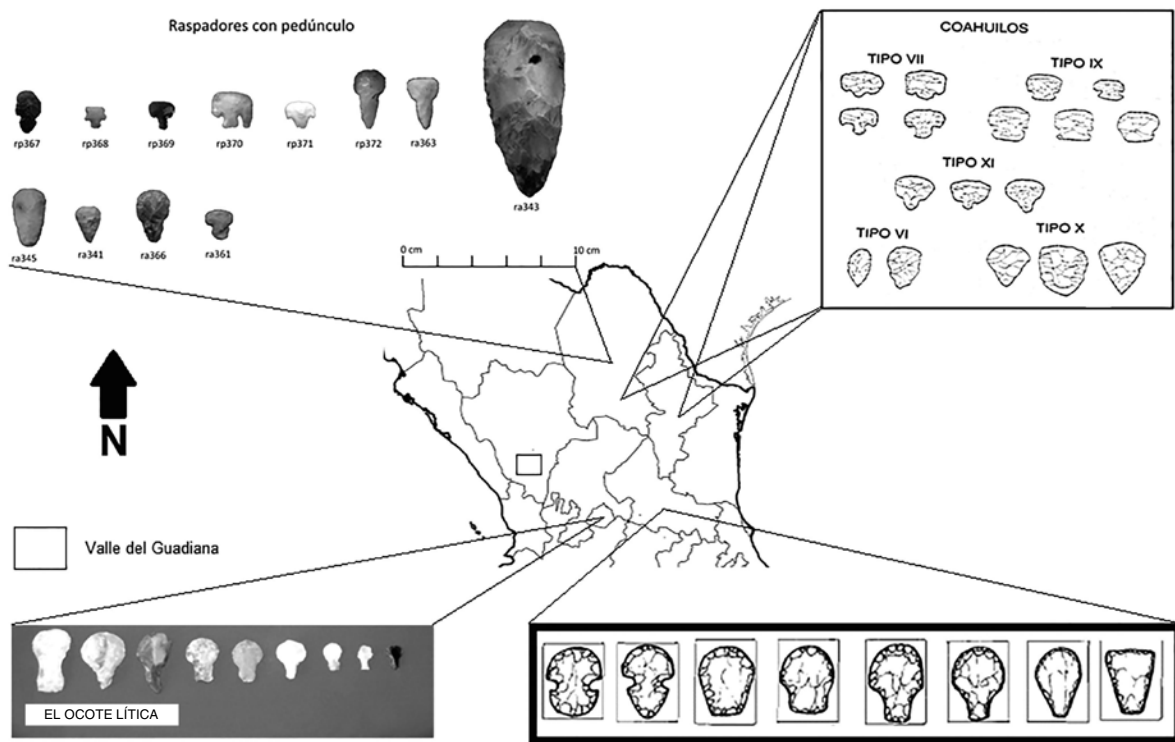 Raspadores con pedúnculo
rp367
rp368
rp369
rp370
rp371
rp372
ra363
ra343
ra345
ra341
ra366
ra361
0 cm
10 cm
COAHUILOS
TIPO VII
TIPO IX
TIPO XI
TIPO VI
TIPO X
N
Valle del Guadiana
EL OCOTE LÍTICA